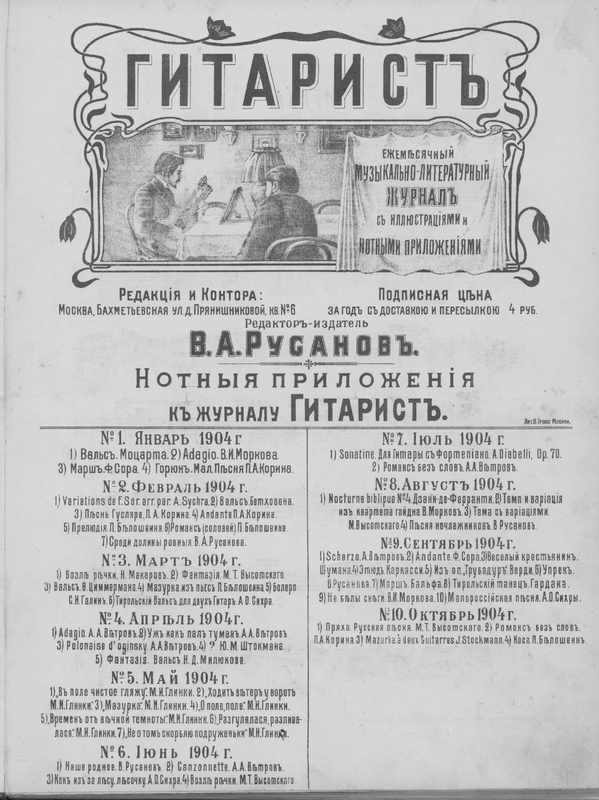 ГИТАРИСТЪ
ЕЖЕМѢСЯЧНЫЙ
МУЗЫКАЛЬНО-ЛИТЕРАТУРНЫЙ
ЖУРНАЛЪ
СЪ ИЛЛЮСТРАЦІЯМИ И
НОТНЫМИ ПРИЛОЖЕНІЯМИ
РЕДАКЦІЯ И КОНТОРА:
МОСКВА, БАХМЕТЬЕВСКАЯ УЛ. Д. ПРЯНИШНИКОВОЙ, КВ. №6
ПОДПИСНАЯ ЦѢНА
ЗА ГОДЪ СЪ ДОСТАВКОЮ И ПЕРЕСЫЛКОЮ 4 РУБ.
РЕДАКТОРЪ-ИЗДАТЕЛЬ
В.А.РУСАНОВЪ.
НОТНЫЯ ПРИЛОЖЕНІЯ
КЪ ЖУРНАЛУ ГИТАРИСТЪ.
ЛИТ. В. ГРОССЕ МОСКВА.
№1. ЯНВАРЬ 1904 г.
1) Вальсъ. Моцарта. 2) Adagio. В.И.Моркова.
3) Маршъ.Ф.Сора. 4) Горюнъ. Мал. Пѣсня П.А.Корина.
№2. ФЕВРАЛЬ 1904 г.
1) Variations de F. Sor. arr. par A. Sychra. 2) Вальсъ Бетховена.
3) Пѣснь Гусляра, П.А. Корина. 4) Andante П.А.Корина.
5) Прелюдія П. Бѣлошеина. 6) Романсъ (соловей) П. Бѣлошеина.
7) Среди долины ровныя. В.А. Русанова.
№3. МАРТЪ 1904 г.
1) Возлѣ рѣчки. Н. Макаровъ. 2) Фантазія. М.Т. Высотскаго.
3) Вальсъ В. Циммермана. 4) Мазурка. изъ пьесъ П. Бѣлошеина 5) Болеро
С.Н. Галинъ. 6) Тирольскій Вальсъ для двухъ Гитаръ А.О. Сихра.
№4. АПРѢЛЬ 1904 г.
1) Adagio. А.А. Вѣтровъ. 2) Ужъ какъ палъ туманъ. А.А. Вѣтровъ
3) Polonaise d'oginsky. А.А. Вѣтровъ. 4) ? Ю. М. Штокмана
5) Фантазія. Вальсъ Н. Д. Милюкова.
№5. МАЙ 1904 г.
1) „Въ поле чистое гляжу.“ М.И. Глинки. 2) „Ходитъ вѣтеръ у воротъ“
М.И. Глинки. 3) „Мазурка.“ М.И. Глинки. 4) „О поле, поле.“ М.И. Глинки.
5) „Временъ отъ вѣчной темноты.“ М.И. Глинки. 6) „Разгулялася, разлива-
лася.“ М.И. Глинки. 7) „Не о томъ скорблю подруженьки“ М.И. Глинки.
№6. ІЮНЬ 1904 г.
1) Наше родное. В. Русановъ. 2) Canzonnette. А.А. Вѣтровъ.
3) Какъ изъ за лѣсу, лѣсочку. А.О. Сихра. 4) Возлѣ рѣчки. М.Т. Высотскаго.
№7. ІЮЛЬ 1904 г.
1) Sonatine. Для Гитары съ Фортепіано. A. Diabelli, Op. 70.
2) Романсъ безъ словъ. А.А. Вѣтровъ.
№8. АВГУСТЪ 1904 г.
1) Nocturne biblique №4. Дзани-де-Ферранти. 2) Тема и варіація
изъ квартета Гайдна В. Морковъ. 3) Тема съ варіаціями.
М. Высотскаго. 4) Пѣсня ночлежниковъ В. Русановъ.
№9. СЕНТЯБРЬ 1904 г.
1) Scherzo. А. Вѣтровъ. 2) Andante. Ф. Сора. 3) Веселый крестьянинъ.
Шумана 4) Этюдъ Каркасси. 5) Изъ оп. „Трубадуръ“ Верди. 6) Упрекъ.
В. Русанова 7) Маршъ. Бальфа. 8) Тирольскій танецъ. Гардана.
9) Не бѣлы снѣги. В.И. Моркова. 10) Малороссійская пѣсня. А.О. Сихры.
№10. ОКТЯБРЬ 1904 г.
1) Пряха. Русская пѣсня. М.Т. Высотскаго. 2) Романсъ безъ словъ.
П.А. Корина 3) Mazurka à deux Guitarres. J. Stockmann. 4) Коса П. Бѣлошеинъ.